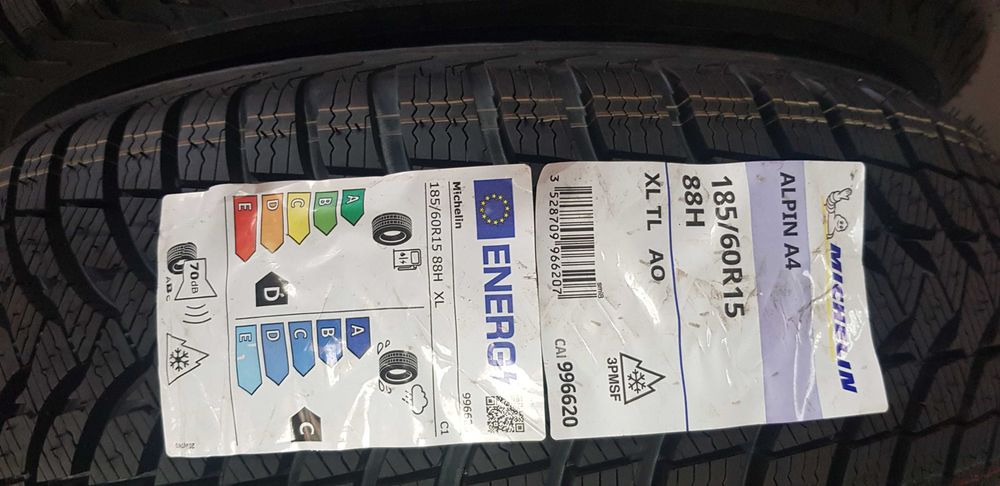 MICHELIN
ALPIN A4
185/60R15
88H
XL TL AO
3PMSF
3 528709 966207
CAI 996620
ENERG
Michelin
185/60R15 88H XL
C1
A
B
C
D
E
D
A
B
C
D
E
C
70dB